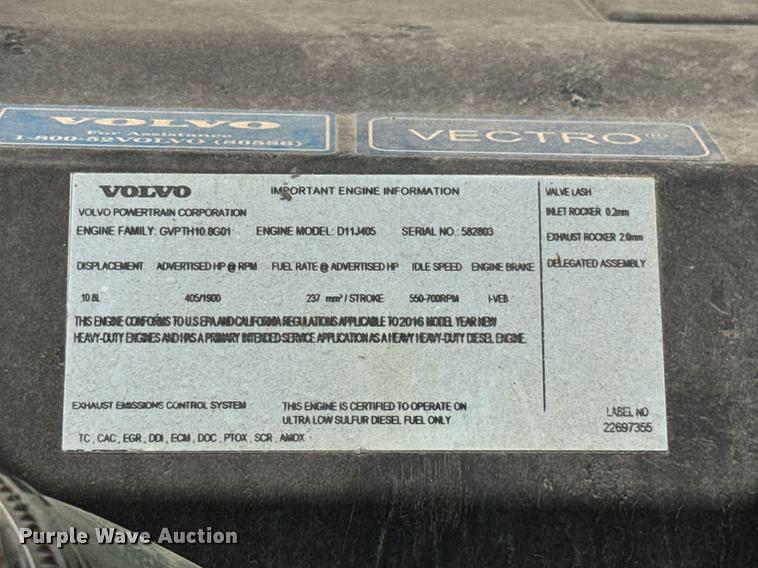 VOLVO
For Assistance
1-800-52VOLVO (86586)
VECTRO®
VOLVO IMPORTANT ENGINE INFORMATION
VOLVO POWERTRAIN CORPORATION
ENGINE FAMILY: GVPTH10.8G01 ENGINE MODEL: D11J405 SERIAL NO.: 582803
DISPLACEMENT ADVERTISED HP @ RPM FUEL RATE @ ADVERTISED HP IDLE SPEED ENGINE BRAKE
10.8L 405/1900 237 mm³ / STROKE 550-700RPM I-VEB
THIS ENGINE CONFORMS TO U.S EPA AND CALIFORNIA REGULATIONS APPLICABLE TO 2016 MODEL YEAR NEW
HEAVY-DUTY ENGINES AND HAS A PRIMARY INTENDED SERVICE APPLICATION AS A HEAVY HEAVY-DUTY DIESEL ENGINE.
EXHAUST EMISSIONS CONTROL SYSTEM THIS ENGINE IS CERTIFIED TO OPERATE ON
ULTRA LOW SULFUR DIESEL FUEL ONLY
TC , CAC , EGR , DDI , ECM , DOC , PTOX , SCR , AMOX
VALVE LASH
INLET ROCKER 0.2mm
EXHAUST ROCKER 2.0mm
DELEGATED ASSEMBLY
LABEL NO
22697355
Purple Wave Auction